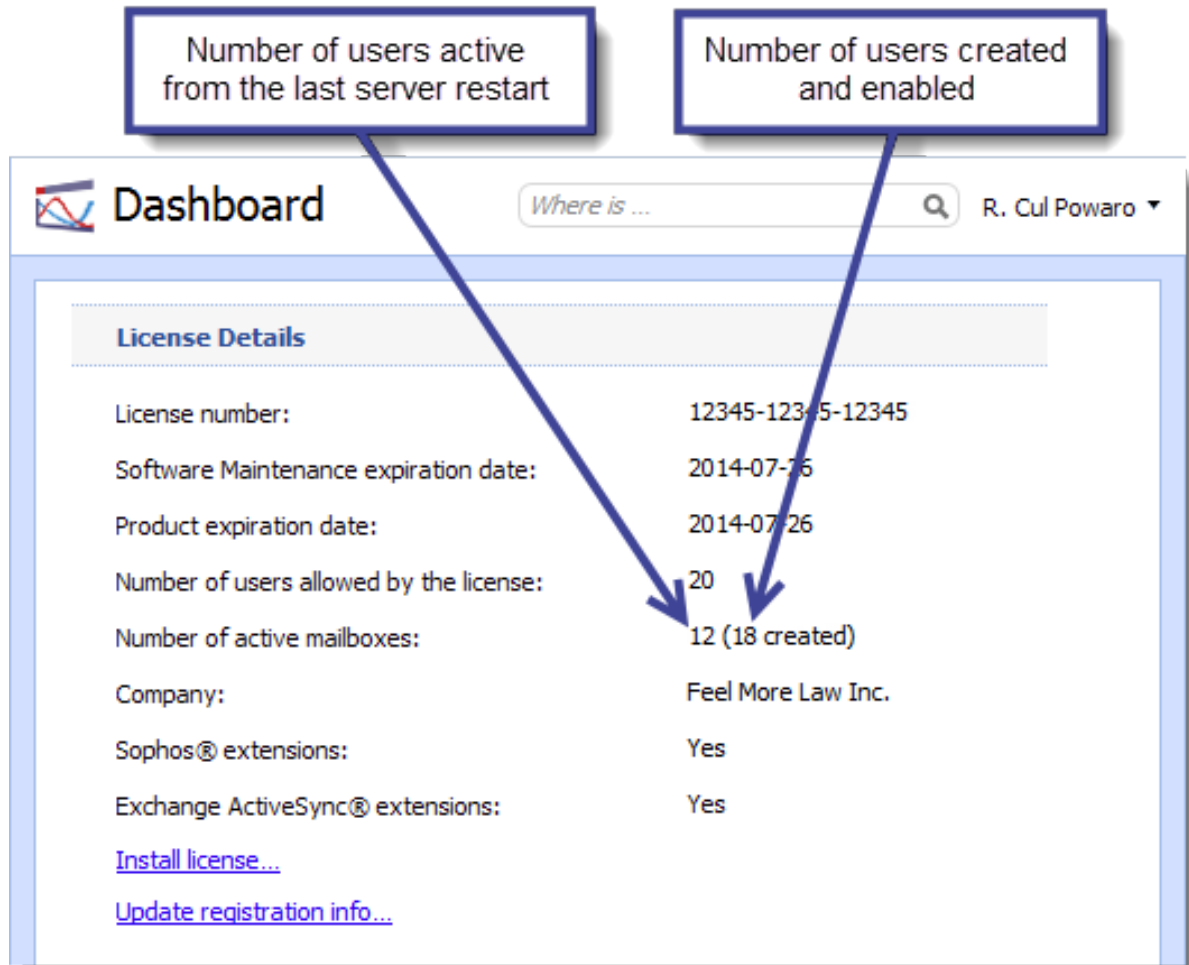 Number of users active
from the last server restart
Number of users created
and enabled
Dashboard
Where is ...
R. Cul Powaro
License Details
License number: 12345-12345-12345
Software Maintenance expiration date: 2014-07-26
Product expiration date: 2014-07-26
Number of users allowed by the license: 20
Number of active mailboxes: 12 (18 created)
Company: Feel More Law Inc.
Sophos® extensions: Yes
Exchange ActiveSync® extensions: Yes
Install license...
Update registration info...